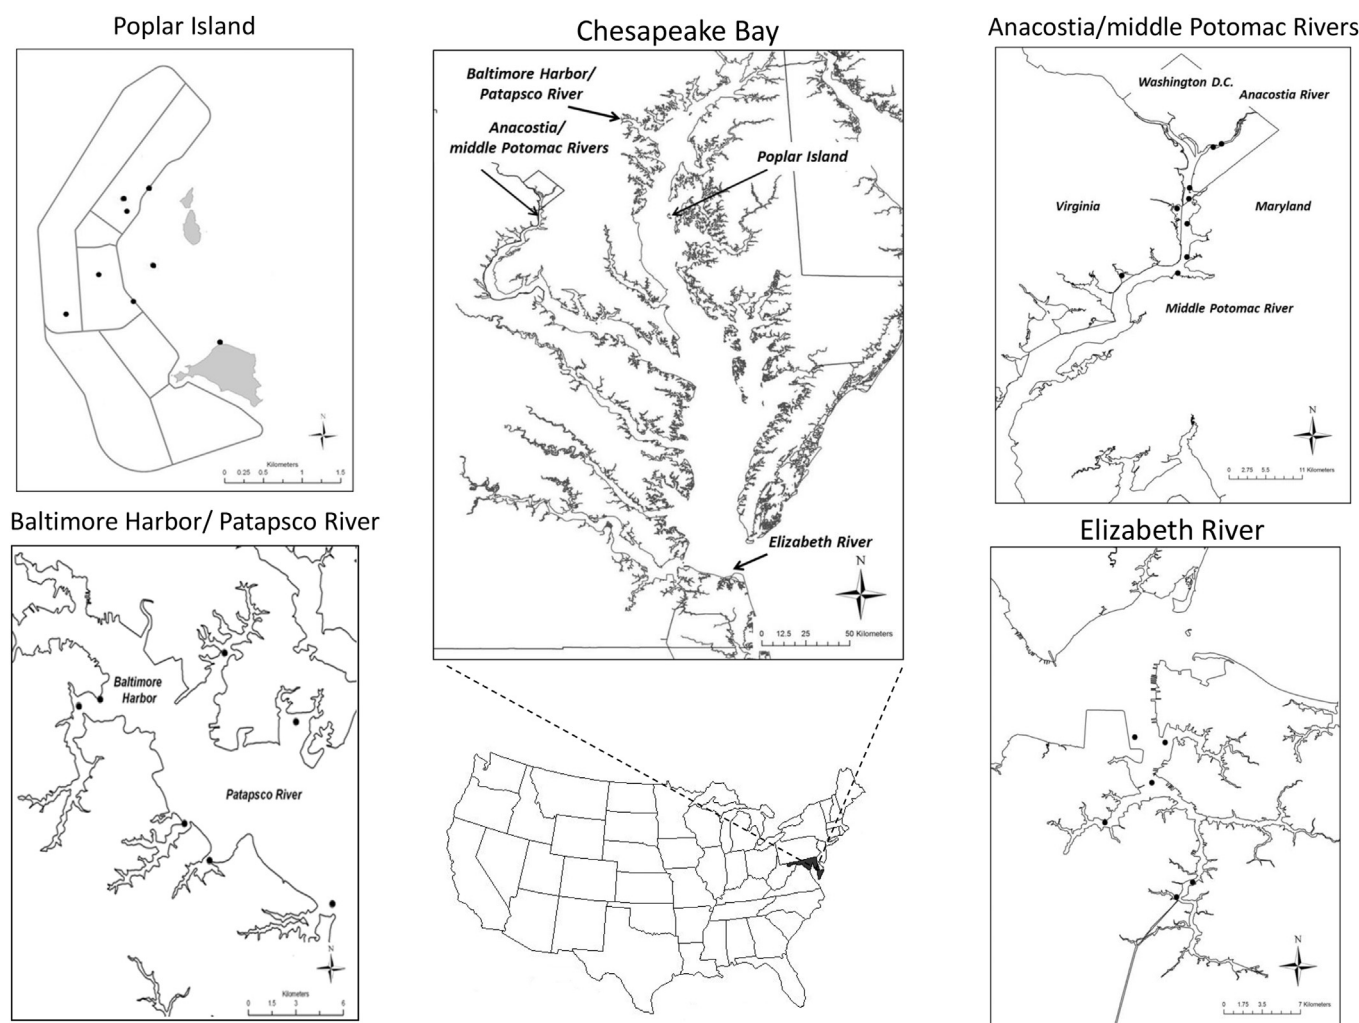 Poplar Island
N
Kilometers
0 0.25 0.5 1 1.5
Chesapeake Bay
Baltimore Harbor/
Patapsco River
Anacostia/
middle Potomac Rivers
Poplar Island
Elizabeth River
N
0 12.5 25 50 Kilometers
Anacostia/middle Potomac Rivers
Washington D.C.
Anacostia River
Virginia
Maryland
Middle Potomac River
N
0 2.75 5.5 11 Kilometers
Baltimore Harbor/ Patapsco River
Baltimore
Harbor
Patapsco River
N
Kilometers
0 1.5 3 6
Elizabeth River
N
0 1.75 3.5 7 Kilometers